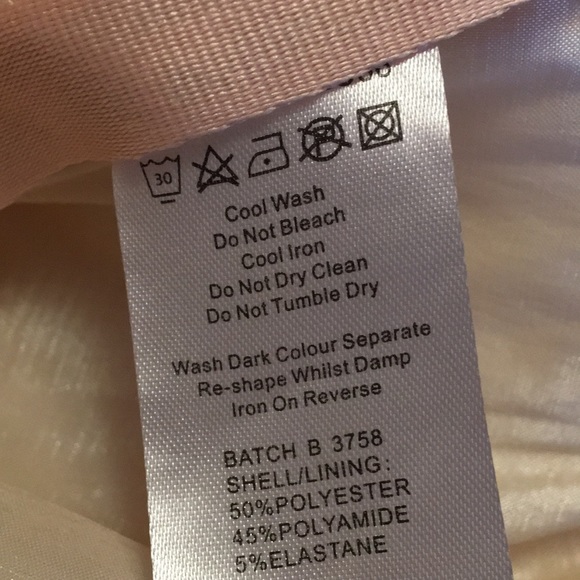 30
Cool Wash
Do Not Bleach
Cool Iron
Do Not Dry Clean
Do Not Tumble Dry
Wash Dark Colour Separate
Re-shape Whilst Damp
Iron On Reverse
BATCH B 3758
SHELL/LINING:
50%POLYESTER
45%POLYAMIDE
5%ELASTANE